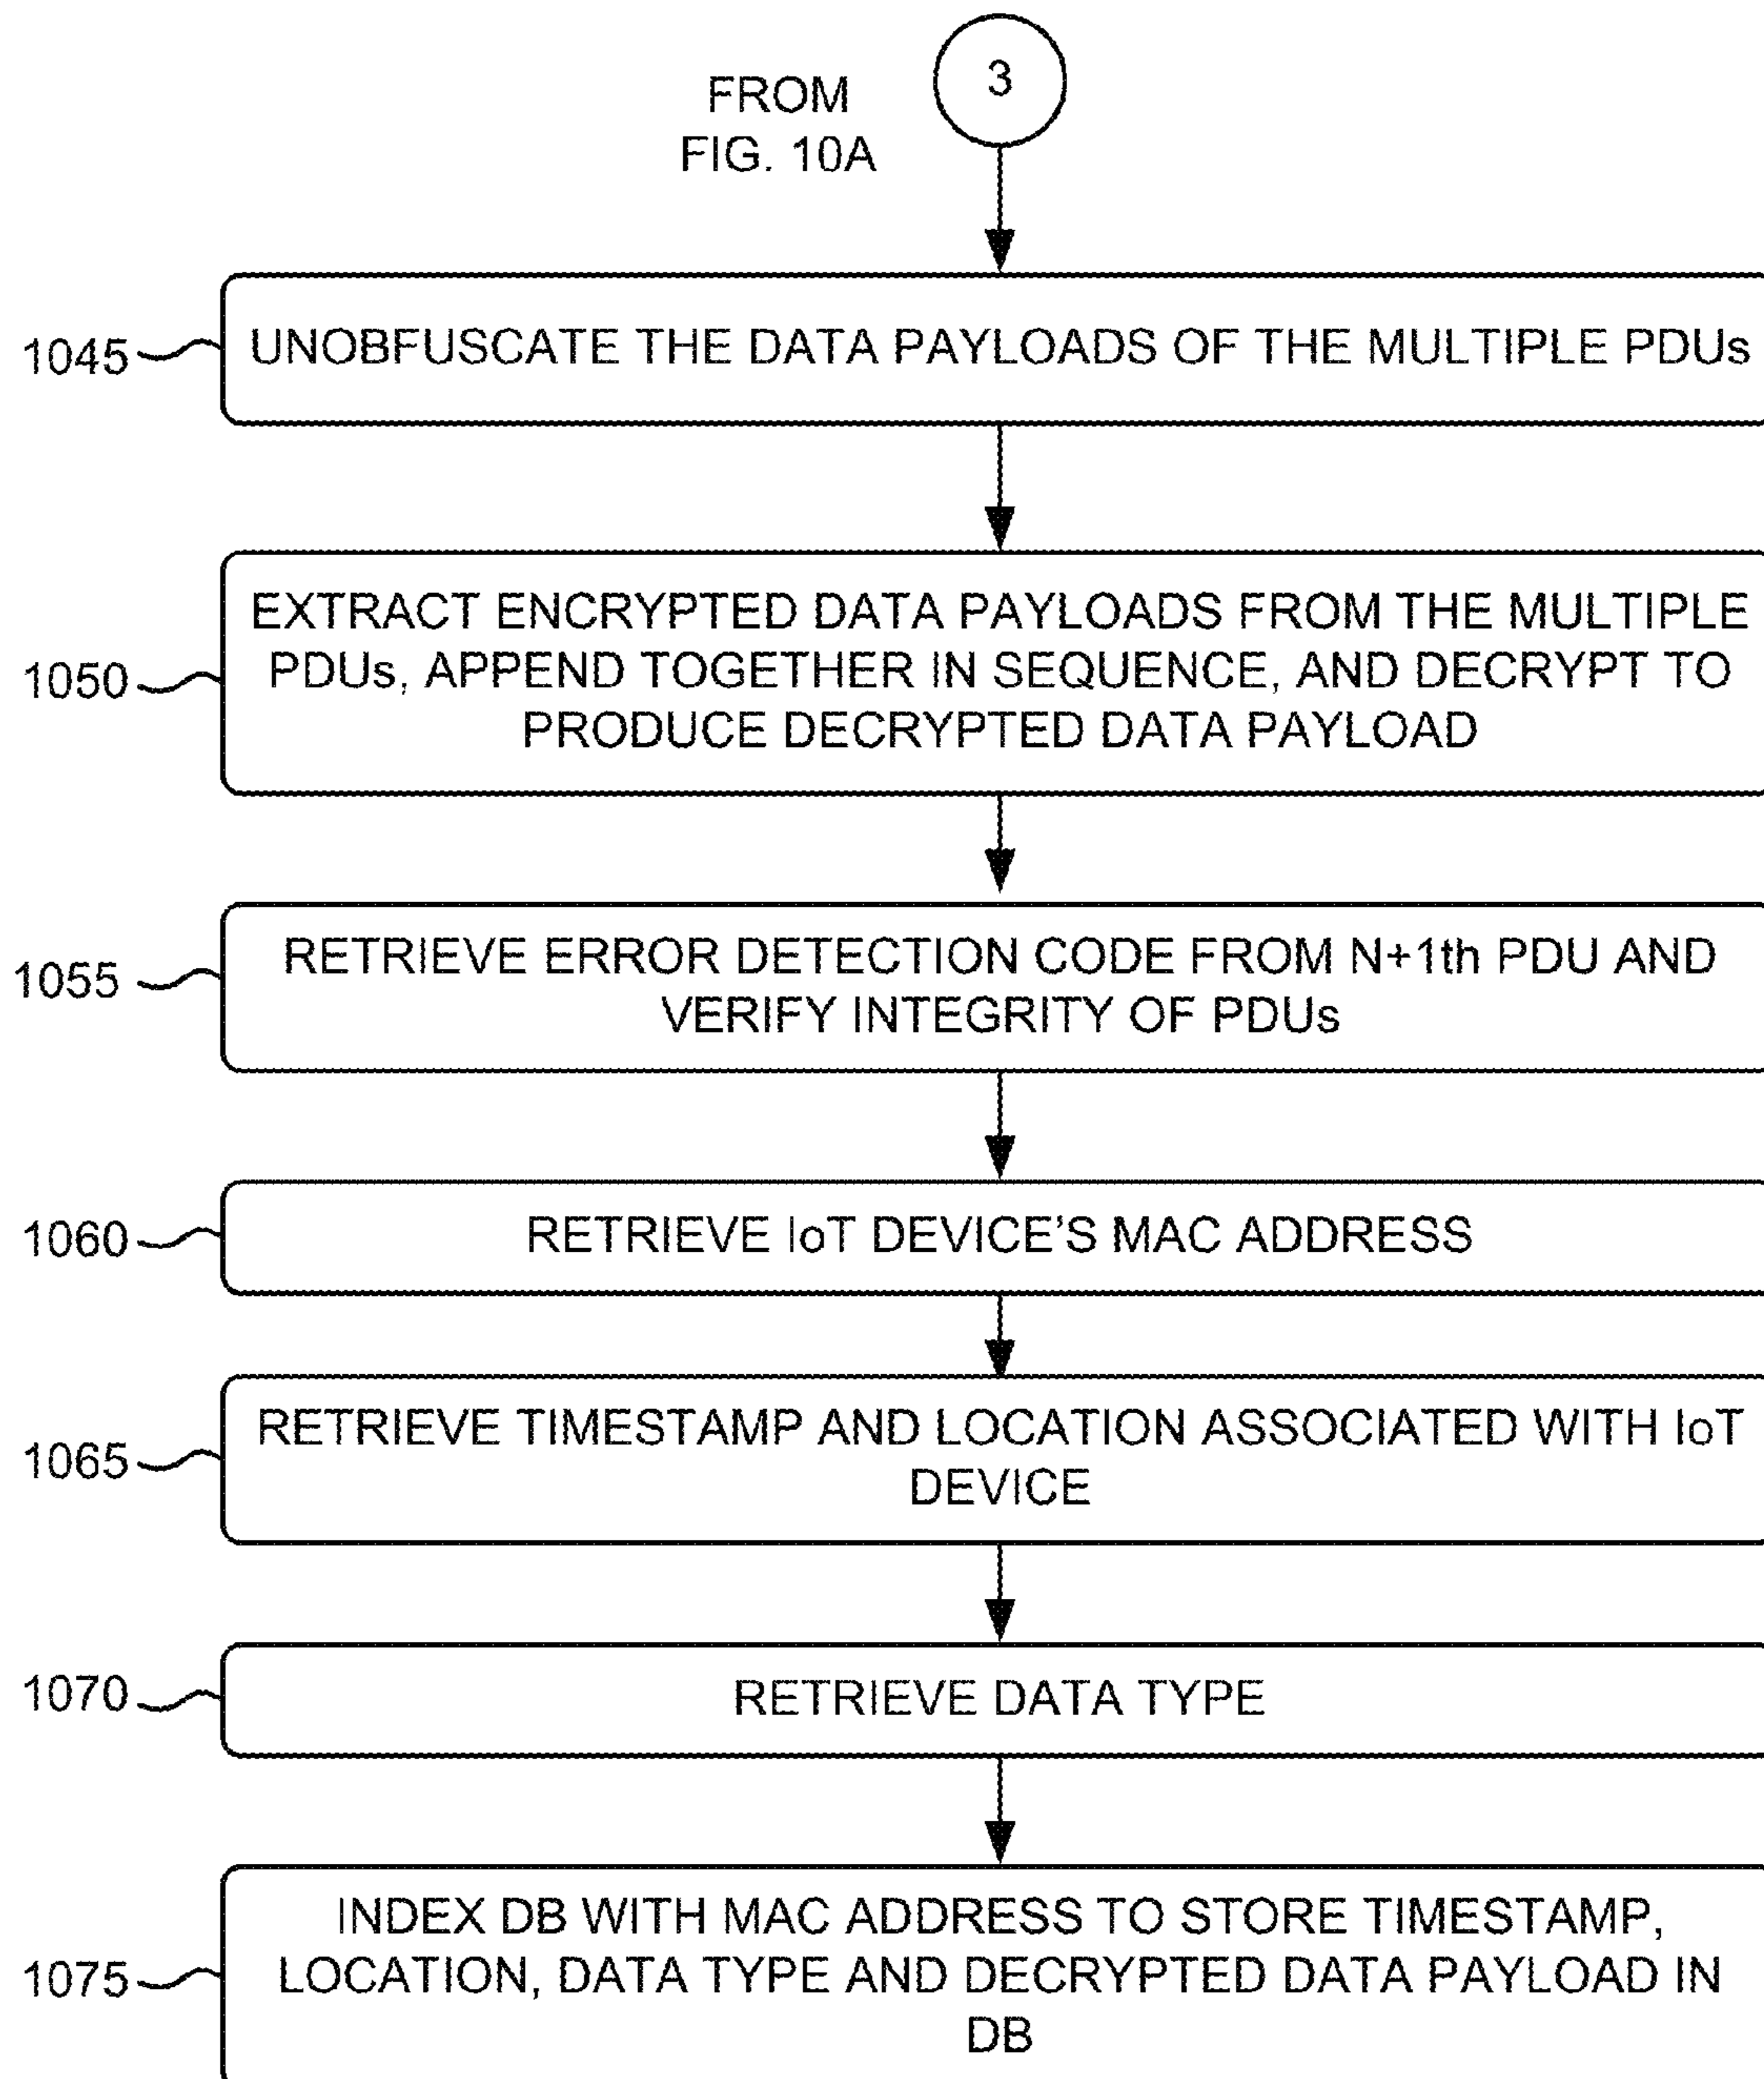 3
FROM
FIG. 10A
1045
UNOBFUSCATE THE DATA PAYLOADS OF THE MULTIPLE PDUs
EXTRACT ENCRYPTED DATA PAYLOADS FROM THE MULTIPLE
1050
PDUs, APPEND TOGETHER IN SEQUENCE, AND DECRYPT TO
PRODUCE DECRYPTED DATA PAYLOAD
1055
RETRIEVE ERROR DETECTION CODE FROM N+1th PDU AND
VERIFY INTEGRITY OF PDUs
1060
RETRIEVE IoT DEVICE'S MAC ADDRESS
1065
RETRIEVE TIMESTAMP AND LOCATION ASSOCIATED WITH IoT
DEVICE
1070
RETRIEVE DATA TYPE
INDEX DB WITH MAC ADDRESS TO STORE TIMESTAMP,
1075
LOCATION, DATA TYPE AND DECRYPTED DATA PAYLOAD IN
DB